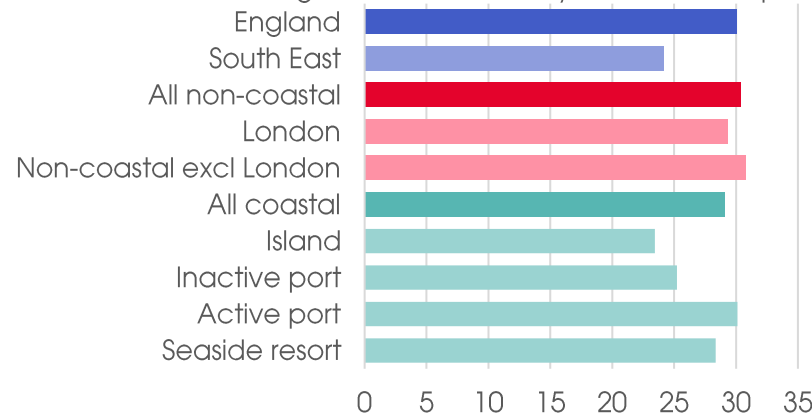 England
South East
All non-coastal
London
Non-coastal excl London
All coastal
Island
Inactive port
Active port
Seaside resort
0 5 10 15 20 25 30 35